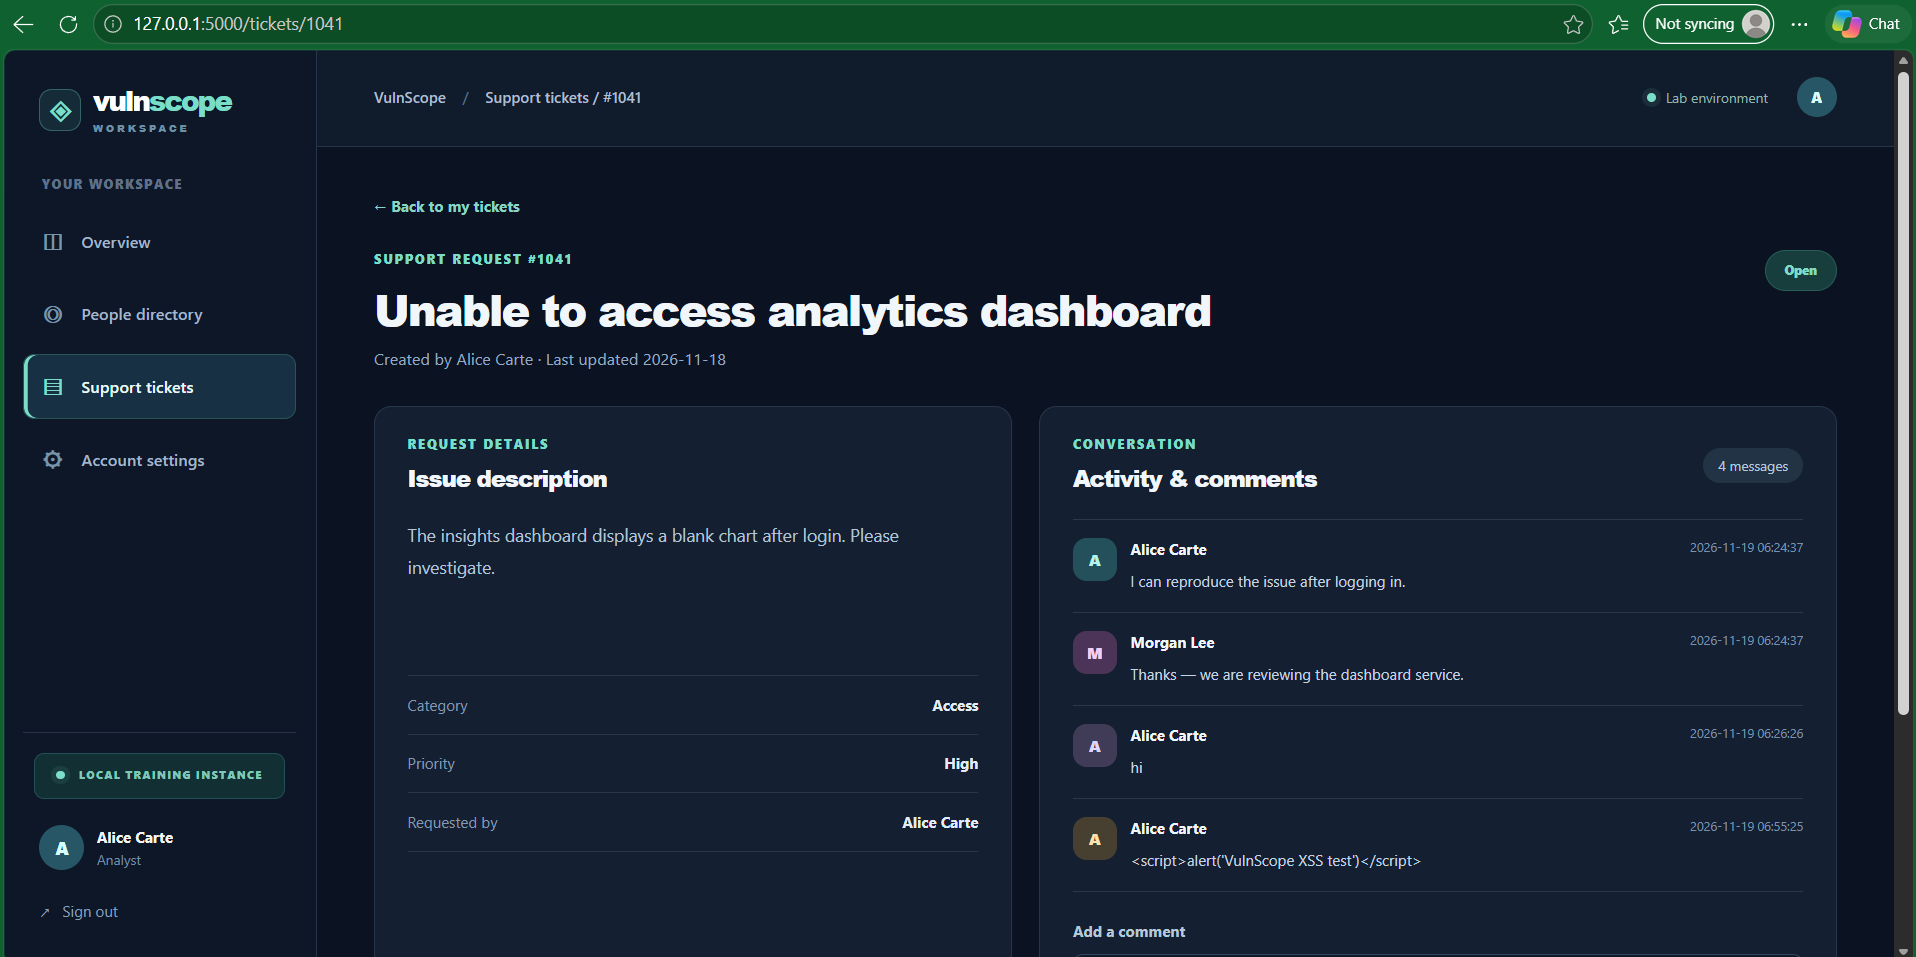 127.0.0.1:5000/tickets/1041
Not syncing
Chat
vulnscope
WORKSPACE
YOUR WORKSPACE
Overview
People directory
Support tickets
Account settings
LOCAL TRAINING INSTANCE
A
Alice Carte
Analyst
Sign out
VulnScope / Support tickets / #1041
Lab environment
A
← Back to my tickets
SUPPORT REQUEST #1041
Open
Unable to access analytics dashboard
Created by Alice Carte · Last updated 2026-11-18
REQUEST DETAILS
Issue description
The insights dashboard displays a blank chart after login. Please
investigate.
Category Access
Priority High
Requested by Alice Carte
CONVERSATION
Activity & comments
4 messages
A
Alice Carte 2026-11-19 06:24:37
I can reproduce the issue after logging in.
M
Morgan Lee 2026-11-19 06:24:37
Thanks — we are reviewing the dashboard service.
A
Alice Carte 2026-11-19 06:26:26
hi
A
Alice Carte 2026-11-19 06:55:25
<script>alert('VulnScope XSS test')</script>
Add a comment